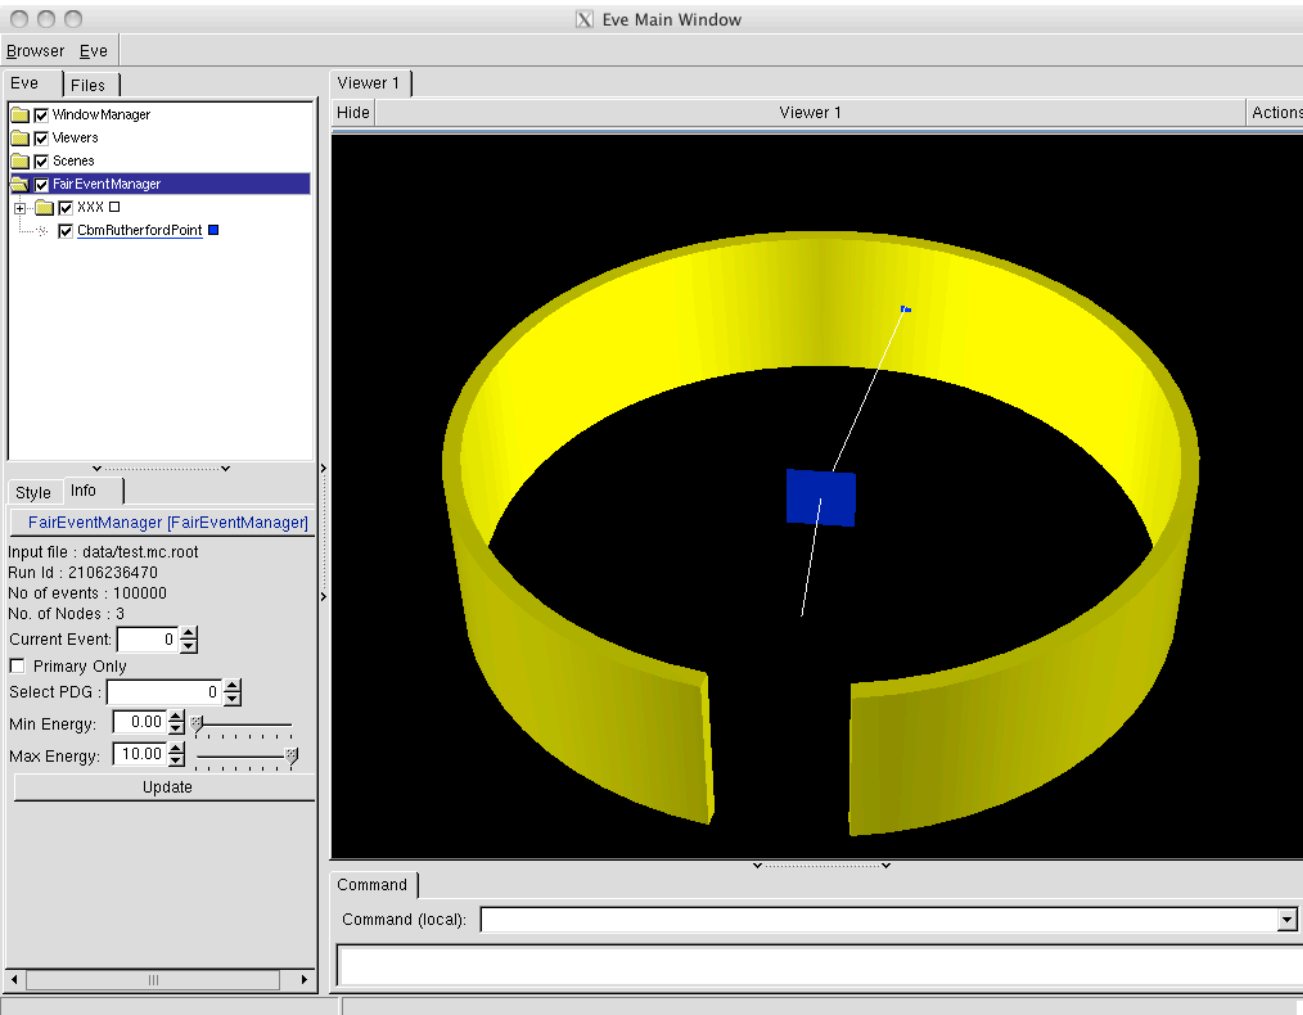 Eve Main Window
Browser Eve
Eve Files
Viewer 1
Hide Viewer 1 Actions
WindowManager
Viewers
Scenes
FairEventManager
XXX
CbmRutherfordPoint
Style Info
FairEventManager [FairEventManager]
Input file : data/test.mc.root
Run Id : 2106236470
No of events : 100000
No. of Nodes : 3
Current Event: 0
Primary Only
Select PDG : 0
Min Energy: 0.00
Max Energy: 10.00
Update
Command
Command (local):